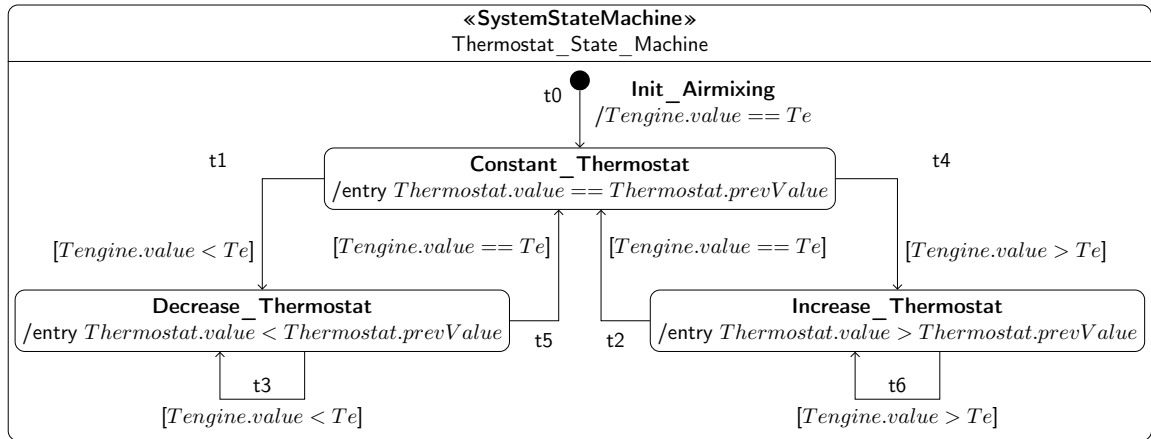 «SystemStateMachine»
Thermostat_State_Machine
t0
Init_Airmixing
/Tengine.value == Te
t1
Constant_Thermostat
/entry Thermostat.value == Thermostat.prevValue
t4
[Tengine.value < Te]
[Tengine.value == Te]
[Tengine.value == Te]
[Tengine.value > Te]
Decrease_Thermostat
/entry Thermostat.value < Thermostat.prevValue
t5
t2
Increase_Thermostat
/entry Thermostat.value > Thermostat.prevValue
t3
[Tengine.value < Te]
t6
[Tengine.value > Te]